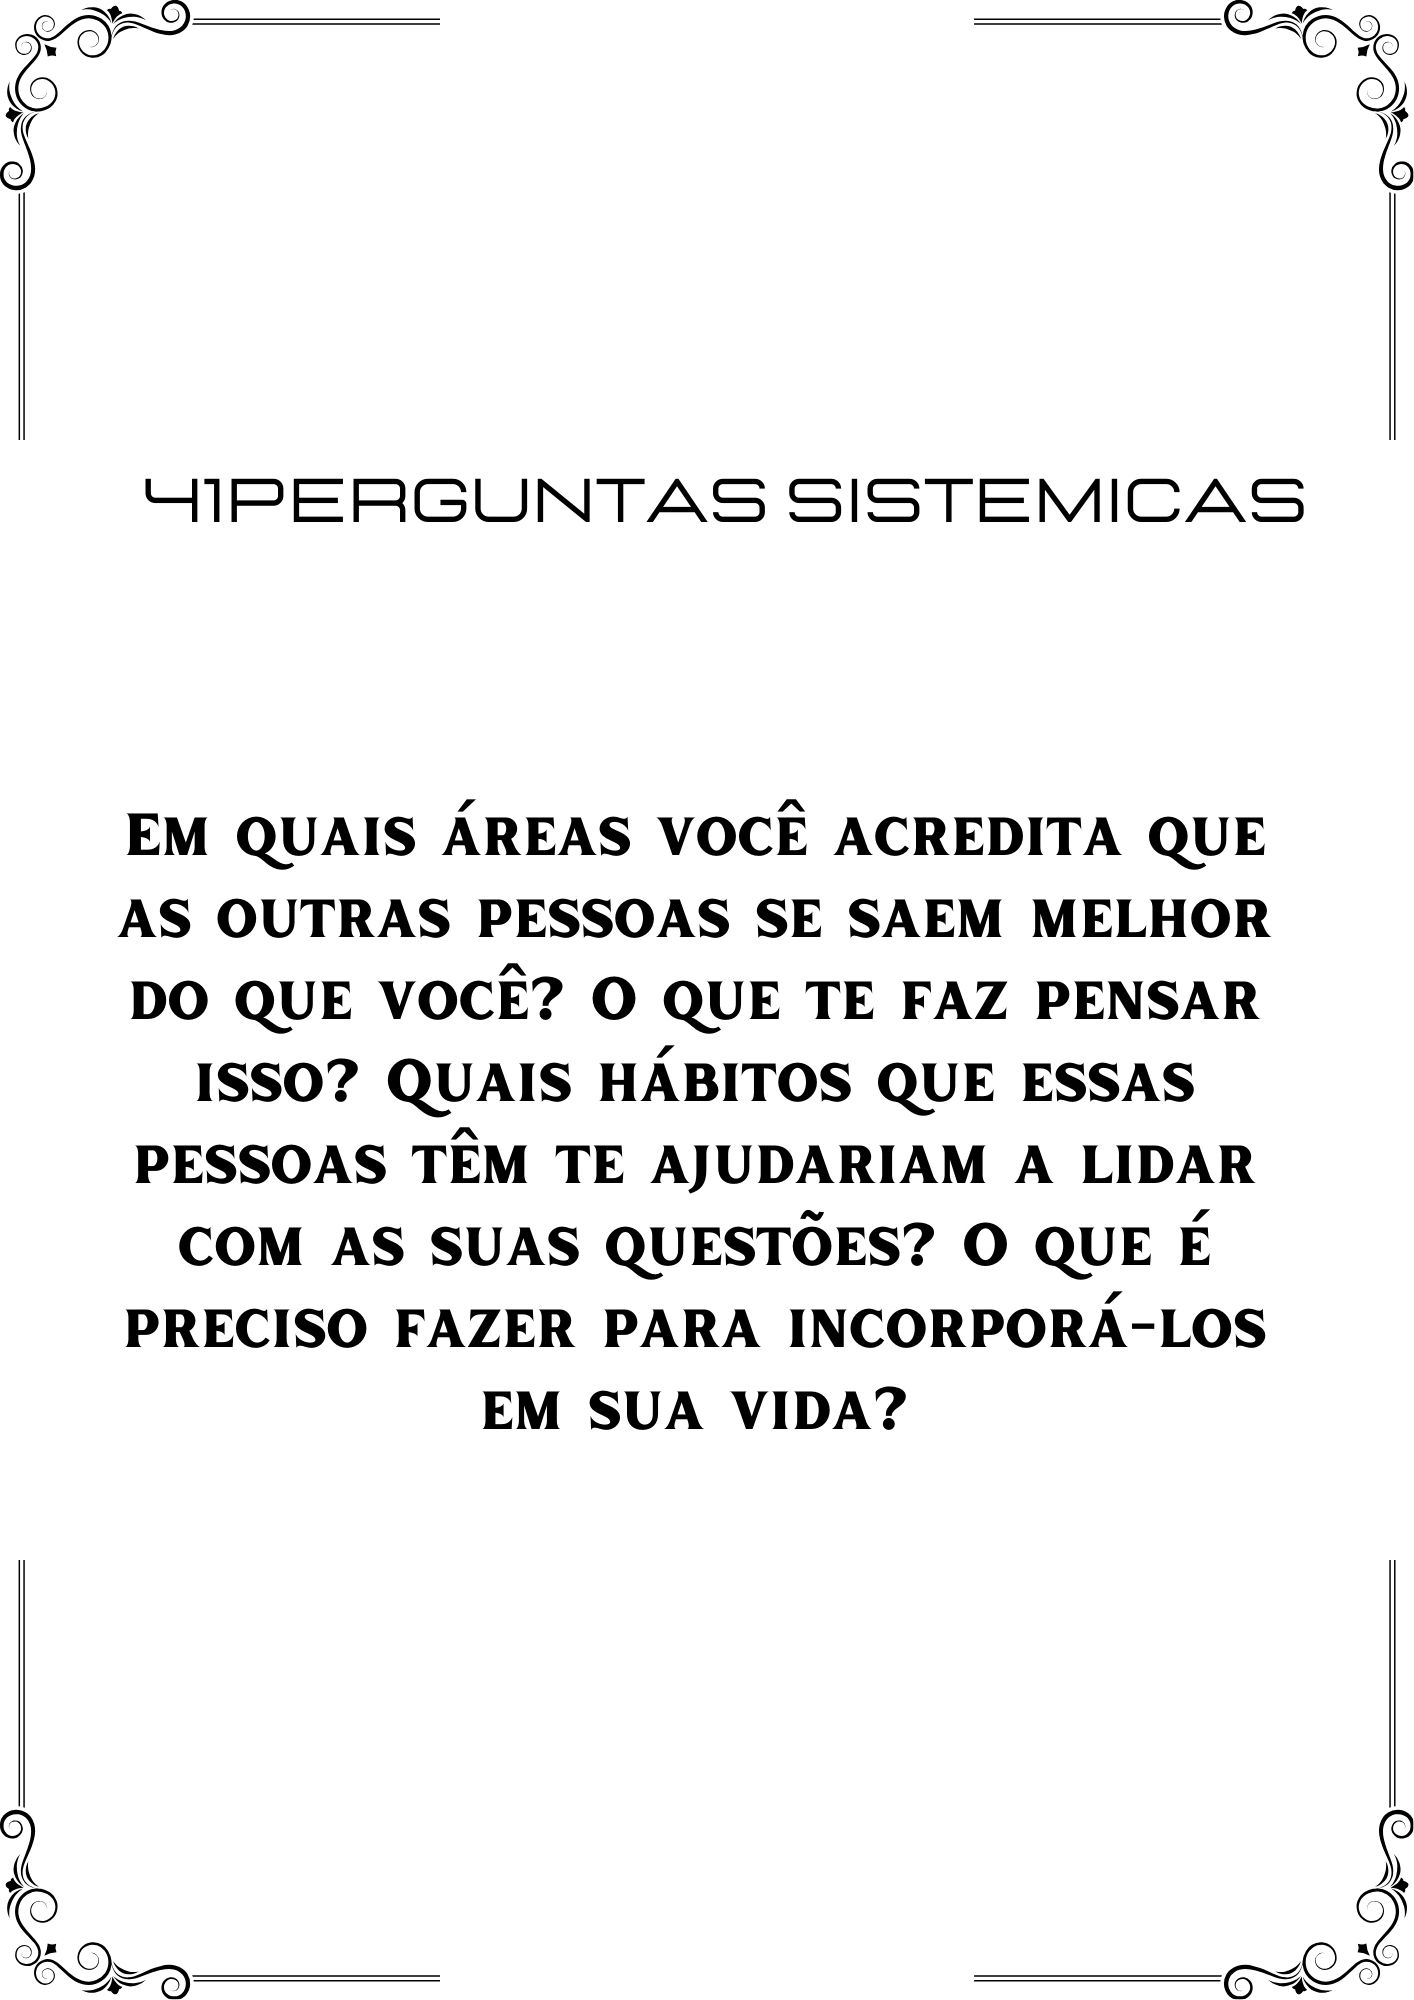 41PERGUNTAS SISTEMICAS
Em quais áreas você acredita que
as outras pessoas se saem melhor
do que você? O que te faz pensar
isso? Quais hábitos que essas
pessoas têm te ajudariam a lidar
com as suas questões? O que é
preciso fazer para incorporá-los
em sua vida?